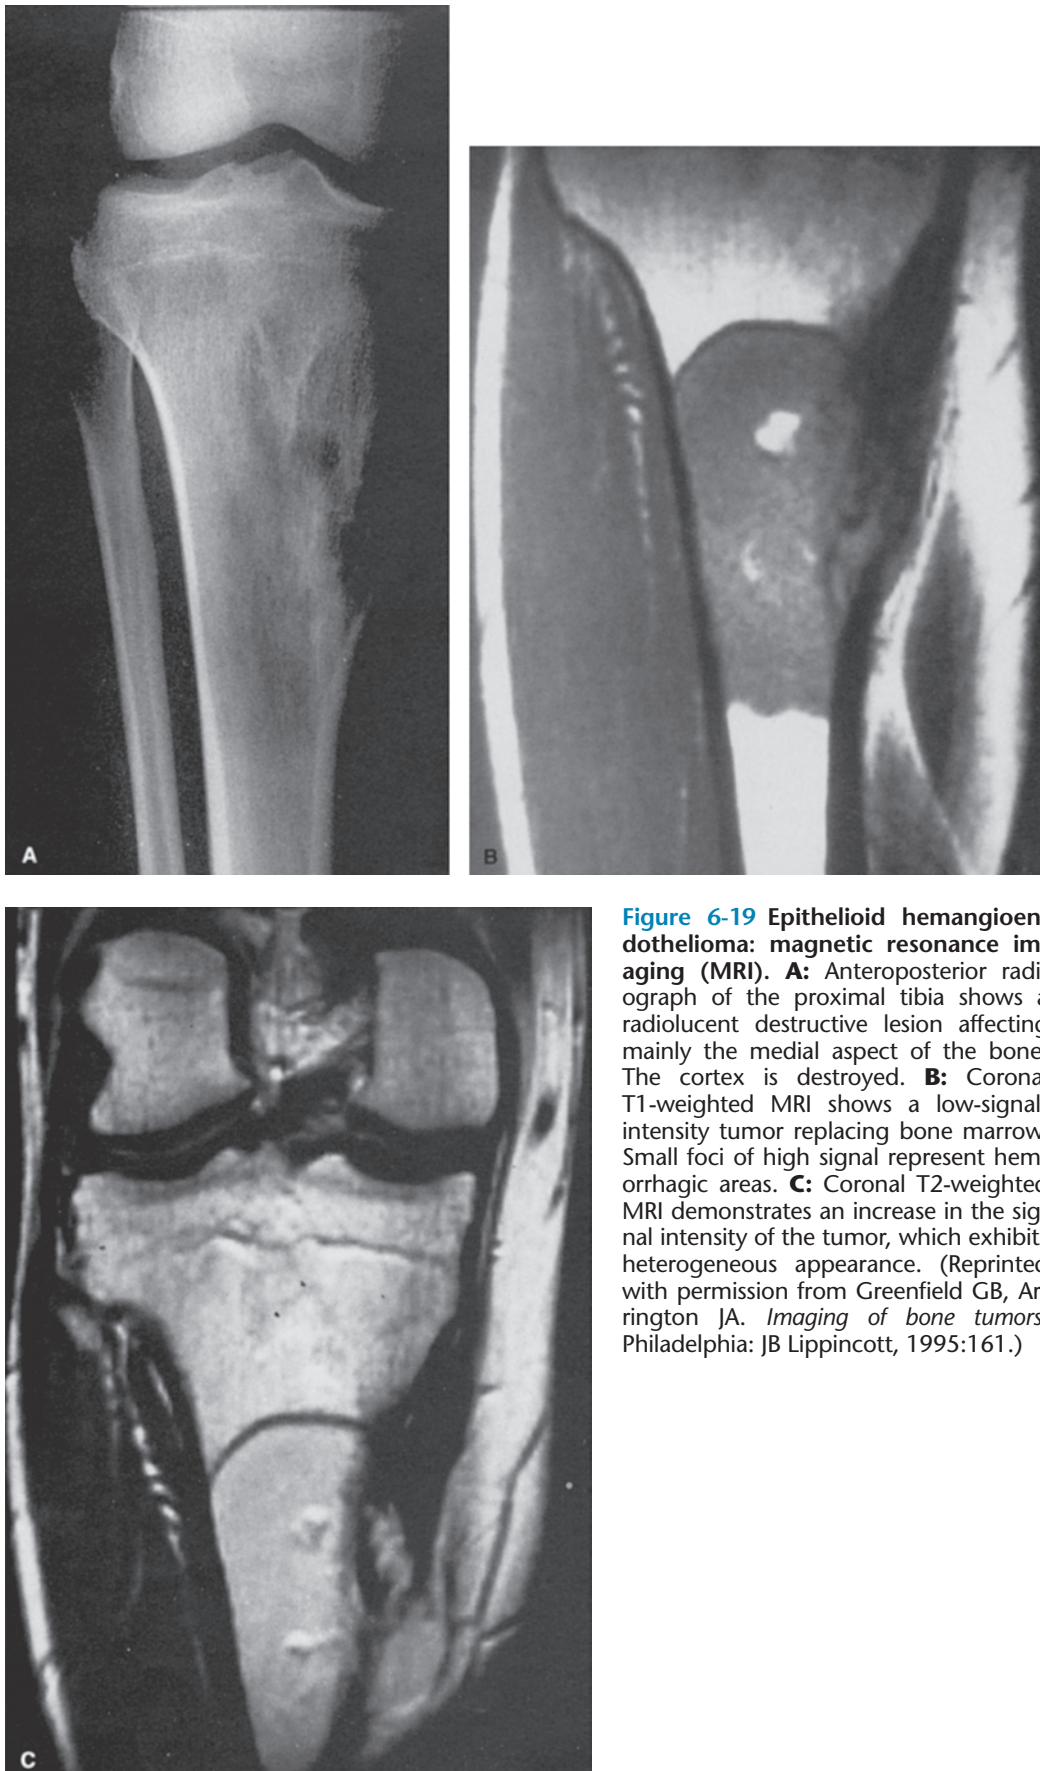 A
B
Figure 6-19 Epithelioid hemangioen
dothelioma: magnetic resonance im
aging (MRI). A: Anteroposterior radi
ograph of the proximal tibia shows a
radiolucent destructive lesion affecting
mainly the medial aspect of the bone
The cortex is destroyed. B: Corona
T1-weighted MRI shows a low-signal
intensity tumor replacing bone marrow
Small foci of high signal represent hem
orrhagic areas. C: Coronal T2-weighted
MRI demonstrates an increase in the sig
nal intensity of the tumor, which exhibit
heterogeneous appearance. (Reprinted
with permission from Greenfield GB, Ar
rington JA. Imaging of bone tumors
Philadelphia: JB Lippincott, 1995:161.)
C